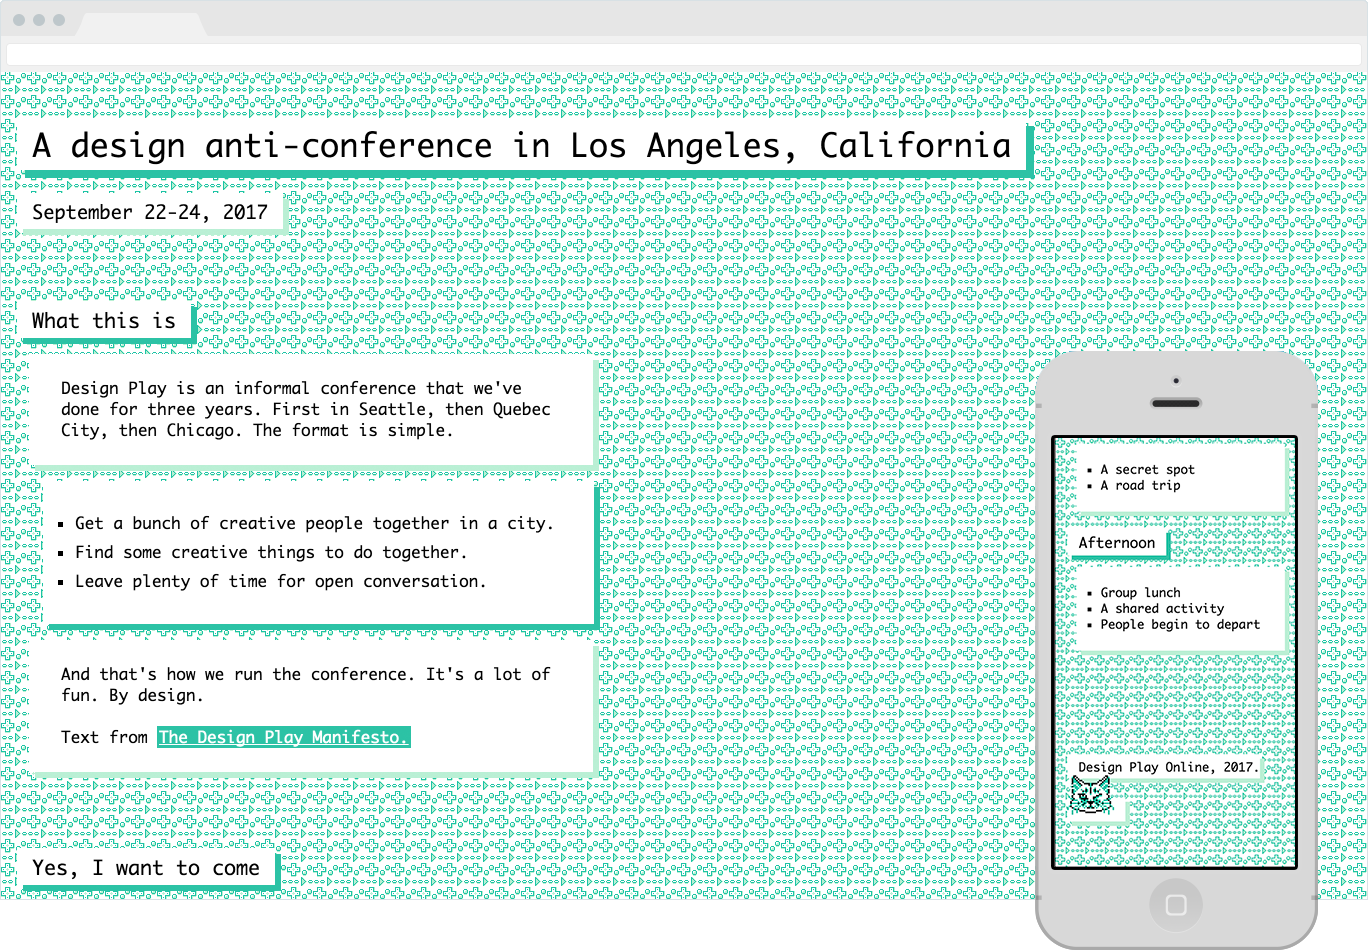 A design anti-conference in Los Angeles, California
September 22-24, 2017
What this is
Design Play is an informal conference that we've
done for three years. First in Seattle, then Quebec
City, then Chicago. The format is simple.
▪ Get a bunch of creative people together in a city.
▪ Find some creative things to do together.
▪ Leave plenty of time for open conversation.
And that's how we run the conference. It's a lot of
fun. By design.
Text from The Design Play Manifesto.
Yes, I want to come
▪ A secret spot
▪ A road trip
Afternoon
▪ Group lunch
▪ A shared activity
▪ People begin to depart
Design Play Online, 2017.